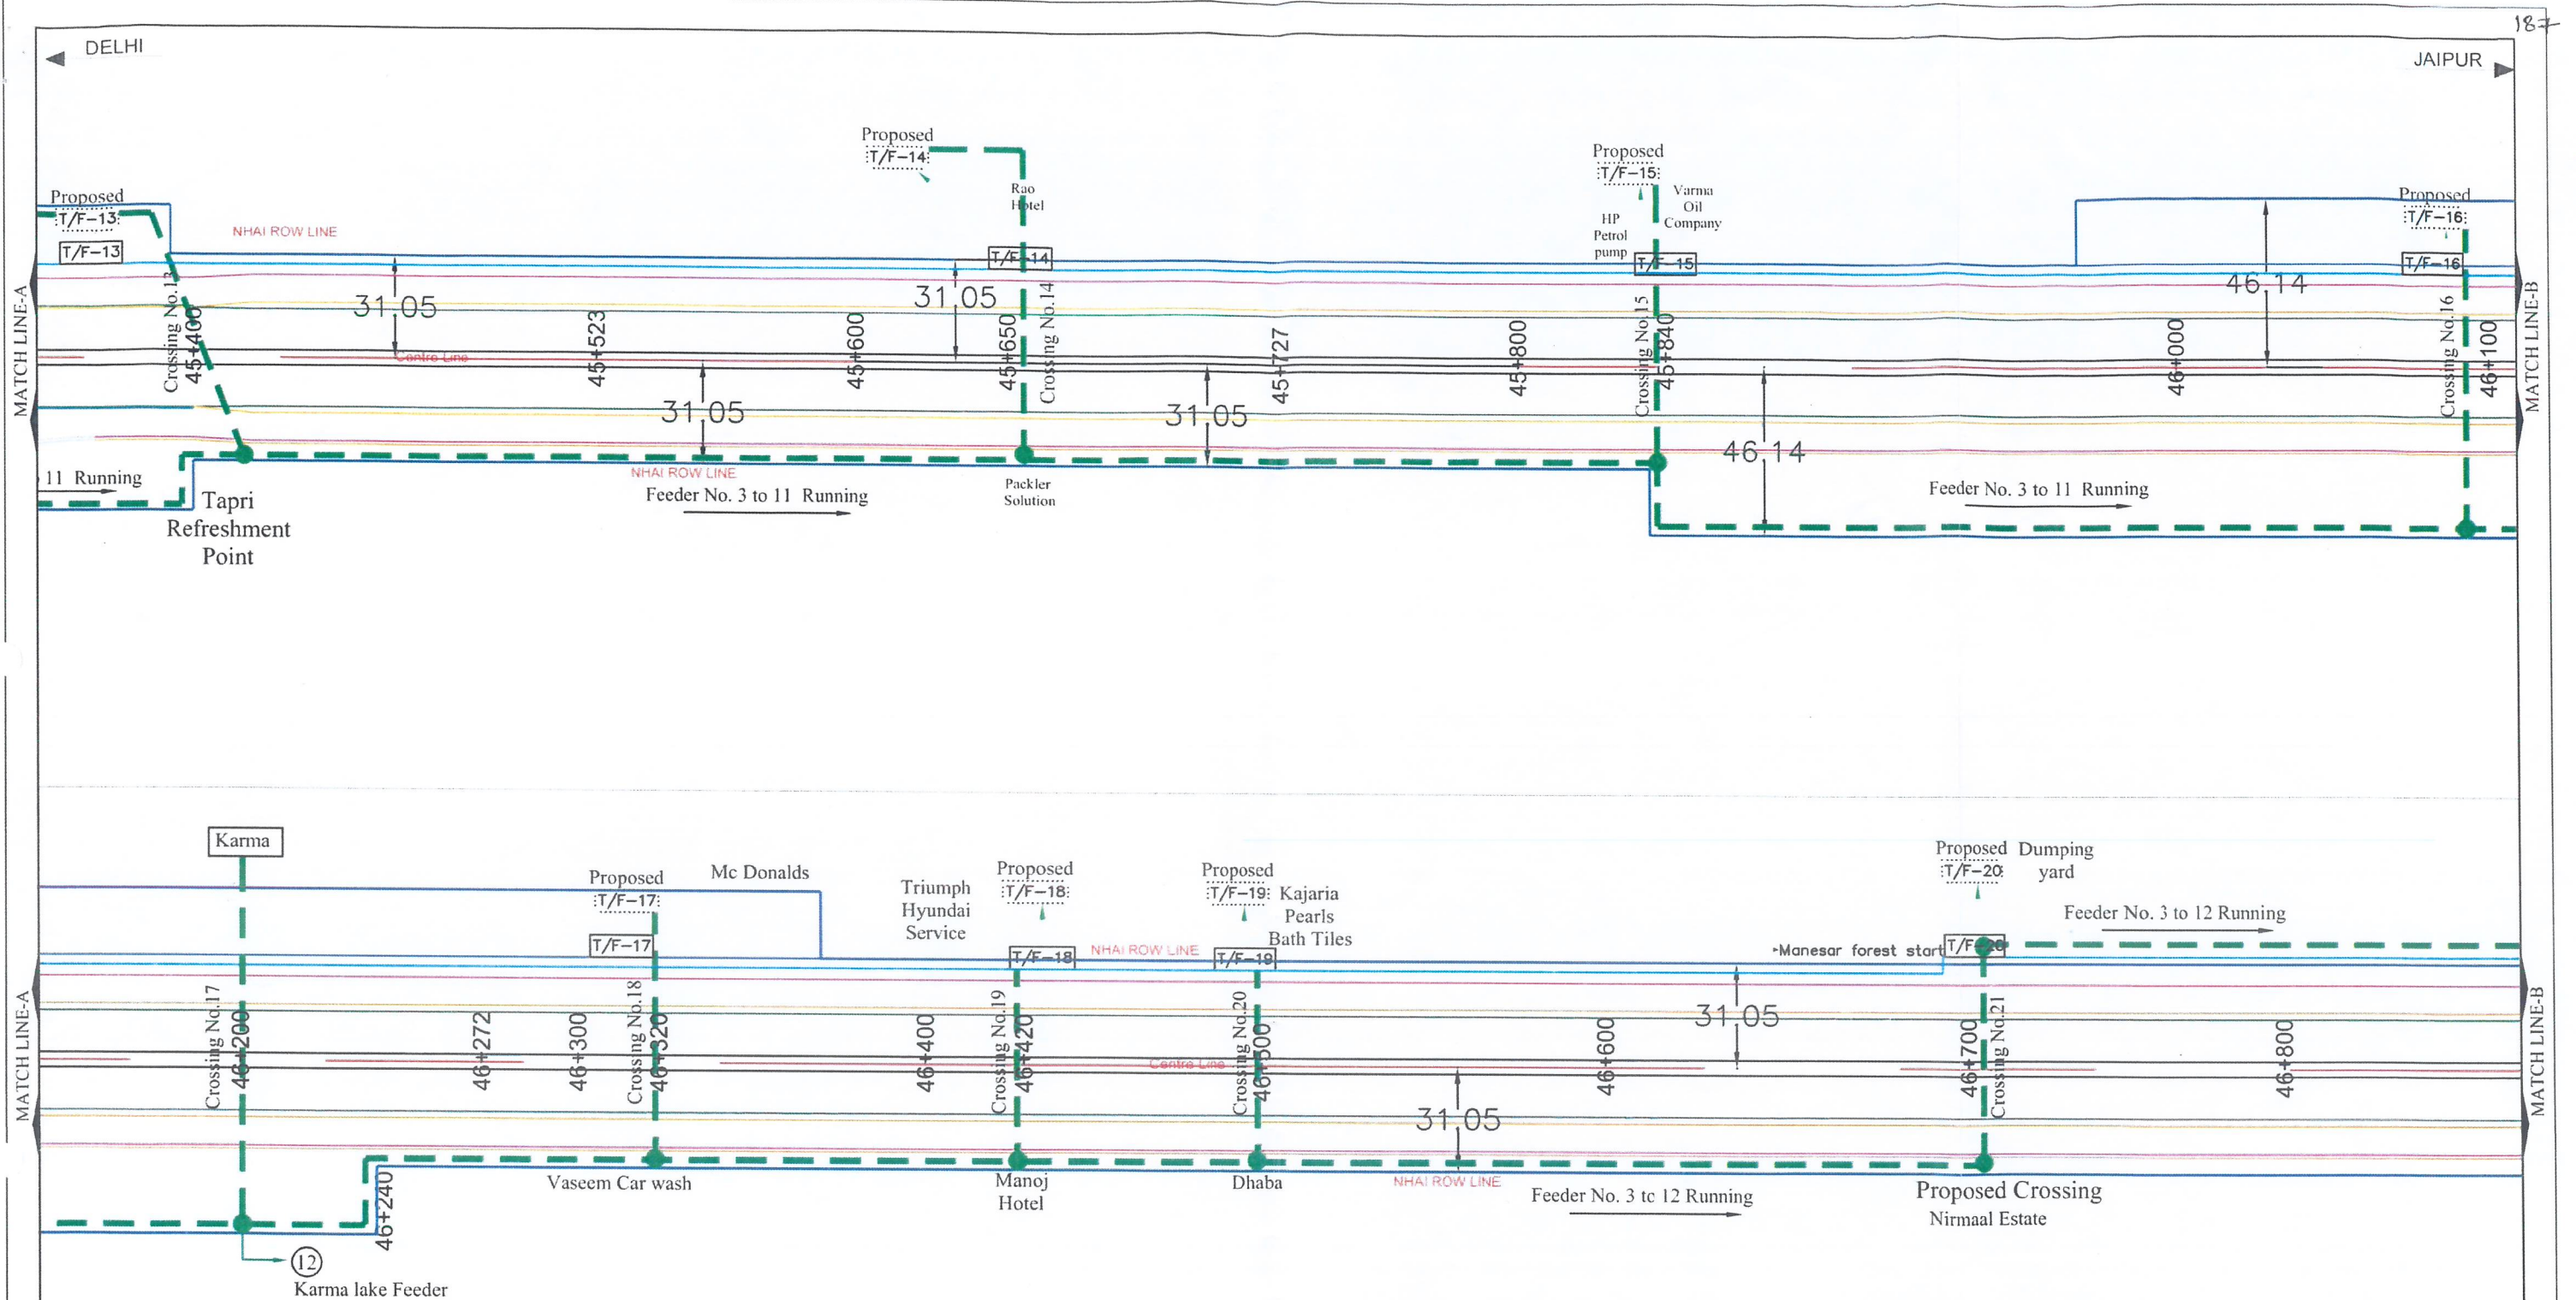 187
DELHI
JAIPUR
Proposed
T/F-14
Proposed
T/F-15
Rao
Hotel
Varma
Oil
Company
HP
Petrol
pump
Proposed
T/F-13
T/F-13
NHAI ROW LINE
Proposed
T/F-16
T/F-14
T/F-15
T/F-16
MATCH LINE-A
Crossing No.13
45+400
31.05
Centre Line
45+523
31.05
45+600
31.05
45+650
Crossing No.14
31.05
45+727
45+800
Crossing No.15
45+840
46.14
46+000
46.14
Crossing No.16
46+100
MATCH LINE-B
11 Running
Tapri
Refreshment
Point
NHAI ROW LINE
Feeder No. 3 to 11 Running
Packler
Solution
Feeder No. 3 to 11 Running
Karma
Proposed
T/F-17
T/F-17
Mc Donalds
Triumph
Hyundai
Service
Proposed
T/F-18
T/F-18
NHAI ROW LINE
Proposed
T/F-19
T/F-19
Kajaria
Pearls
Bath Tiles
Proposed
T/F-20
Dumping
yard
Manesar forest start
T/F-20
Feeder No. 3 to 12 Running
MATCH LINE-A
Crossing No.17
46+200
46+272
46+300
Crossing No.18
46+320
46+400
Crossing No.19
46+420
Centre Line
Crossing No.20
46+500
31.05
46+600
31.05
46+700
Crossing No.21
46+800
MATCH LINE-B
46+240
Vaseem Car wash
Manoj
Hotel
Dhaba
NHAI ROW LINE
Feeder No. 3 tc 12 Running
Proposed Crossing
Nirmaal Estate
12
Karma lake Feeder